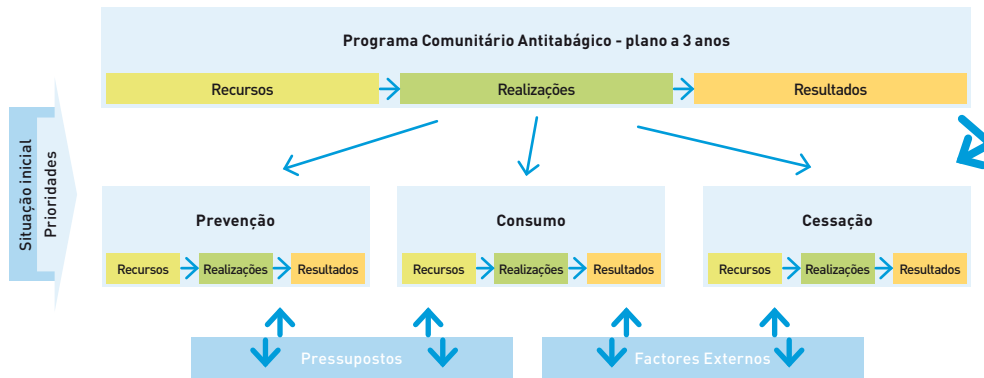 Programa Comunitário Antitabágico - plano a 3 anos
Recursos
Realizações
Resultados
Situação inicial
Prioridades
Prevenção
Recursos
Realizações
Resultados
Consumo
Recursos
Realizações
Resultados
Cessação
Recursos
Realizações
Resultados
Pressupostos
Factores Externos